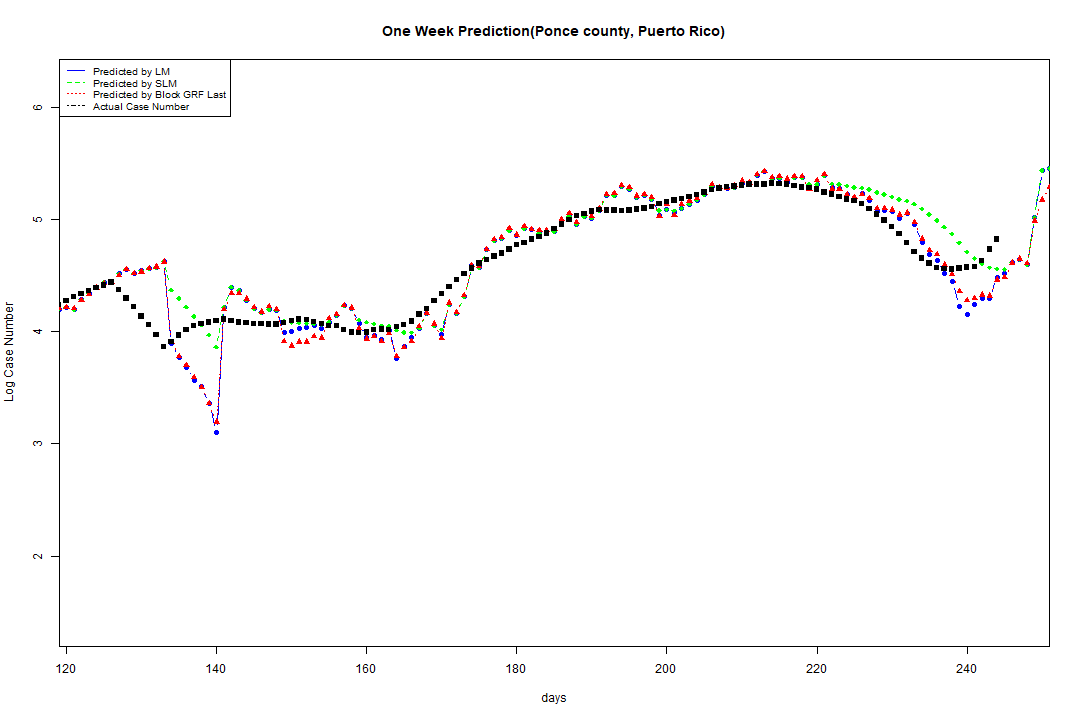 One Week Prediction(Ponce county, Puerto Rico)
Predicted by LM
Predicted by SLM
Predicted by Block GRF Last
Actual Case Number
6
5
4
3
2
Log Case Number
120 140 160 180 200 220 240
days